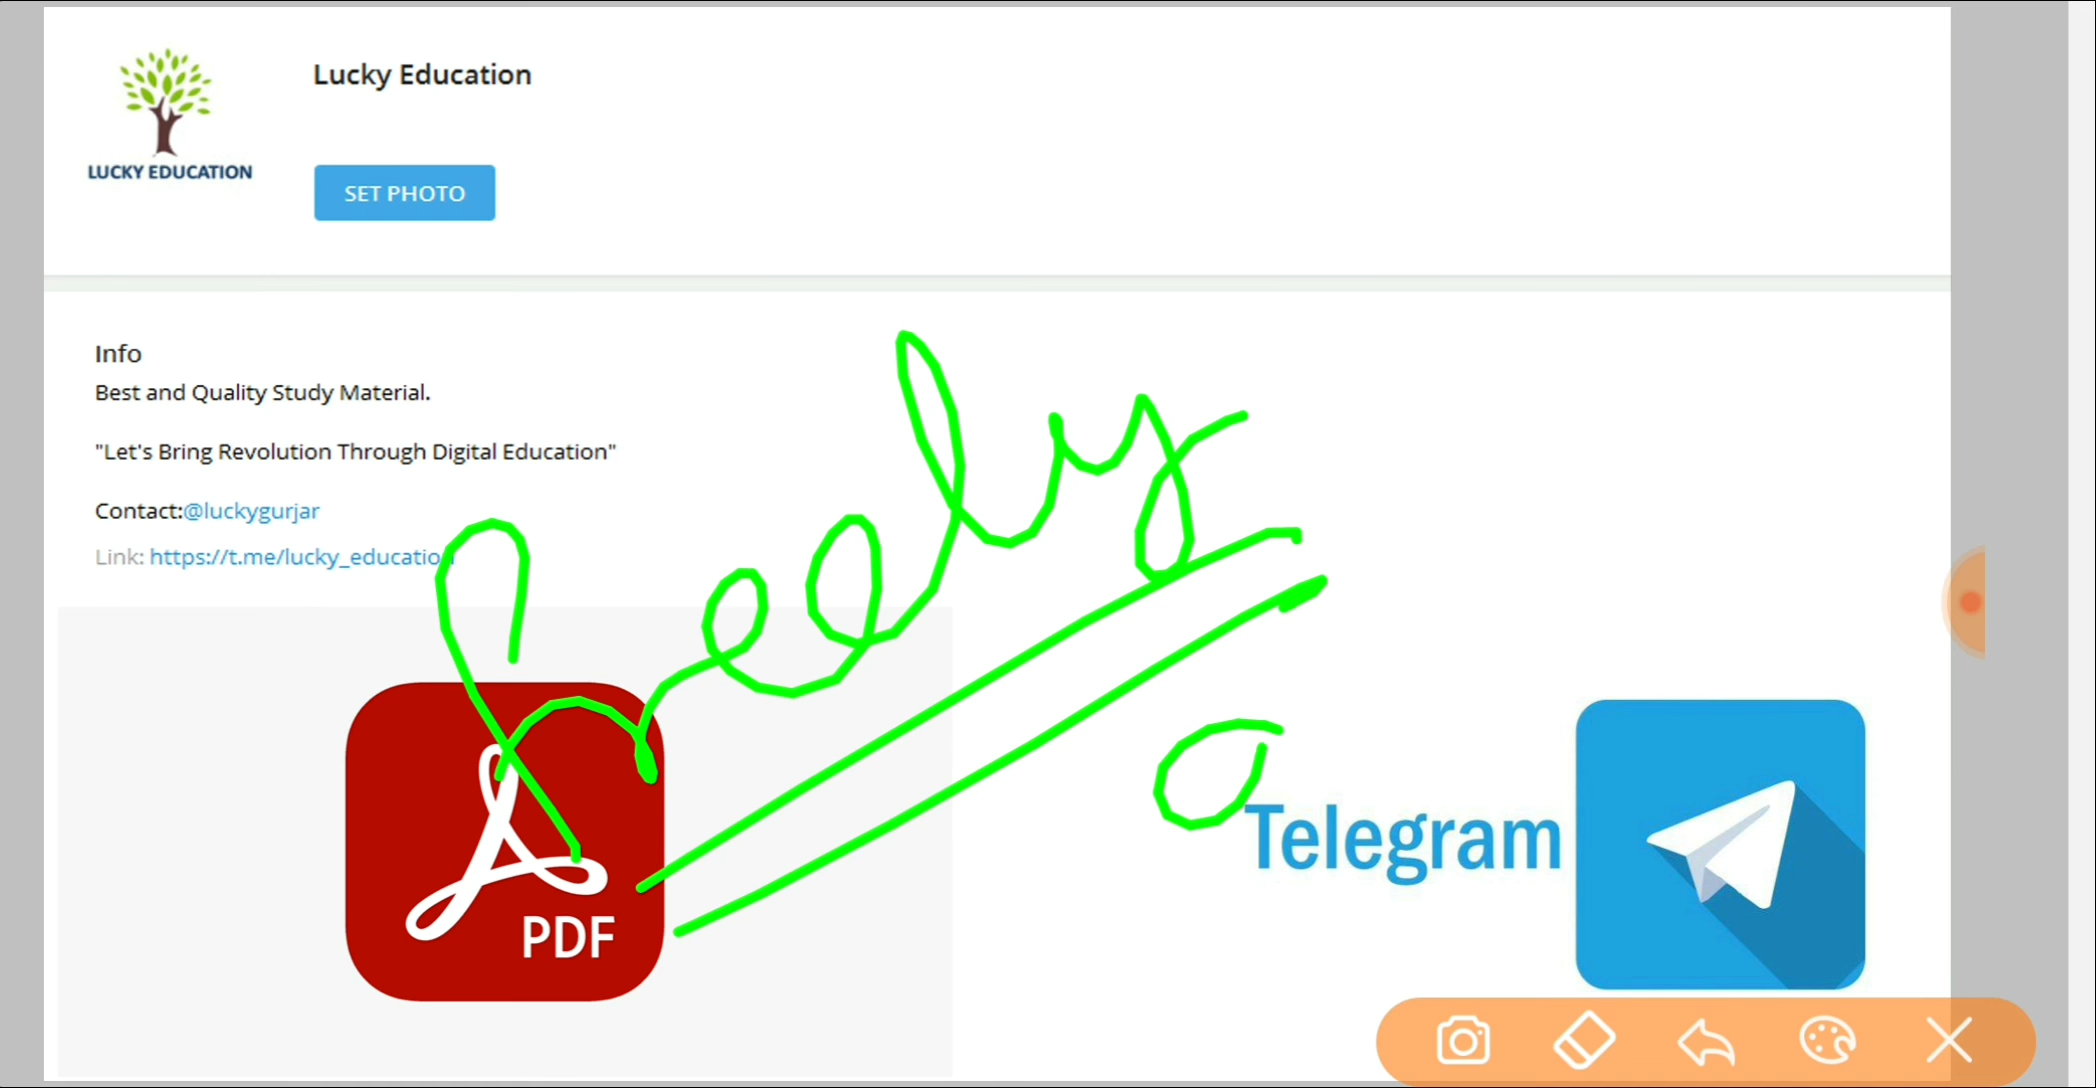 Lucky Education
LUCKY EDUCATION
SET PHOTO
Info
Best and Quality Study Material.
"Let's Bring Revolution Through Digital Education"
Contact:@luckygurjar
Link: https://t.me/lucky_education
Freely
PDF
Telegram